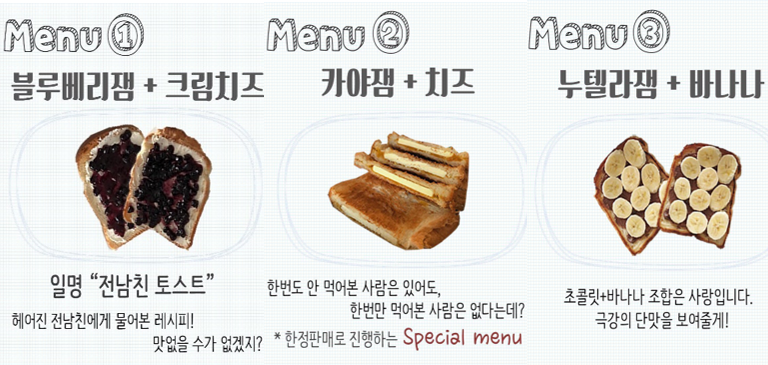 Menu ①
블루베리잼 + 크림치즈
일명 “전남친 토스트”
헤어진 전남친에게 물어본 레시피!
맛없을 수가 없겠지?
Menu ②
카야잼 + 치즈
한번도 안 먹어본 사람은 있어도,
한번만 먹어본 사람은 없다는데?
* 한정판매로 진행하는 Special menu
Menu ③
누텔라잼 + 바나나
초콜릿+바나나 조합은 사랑입니다.
극강의 단맛을 보여줄게!